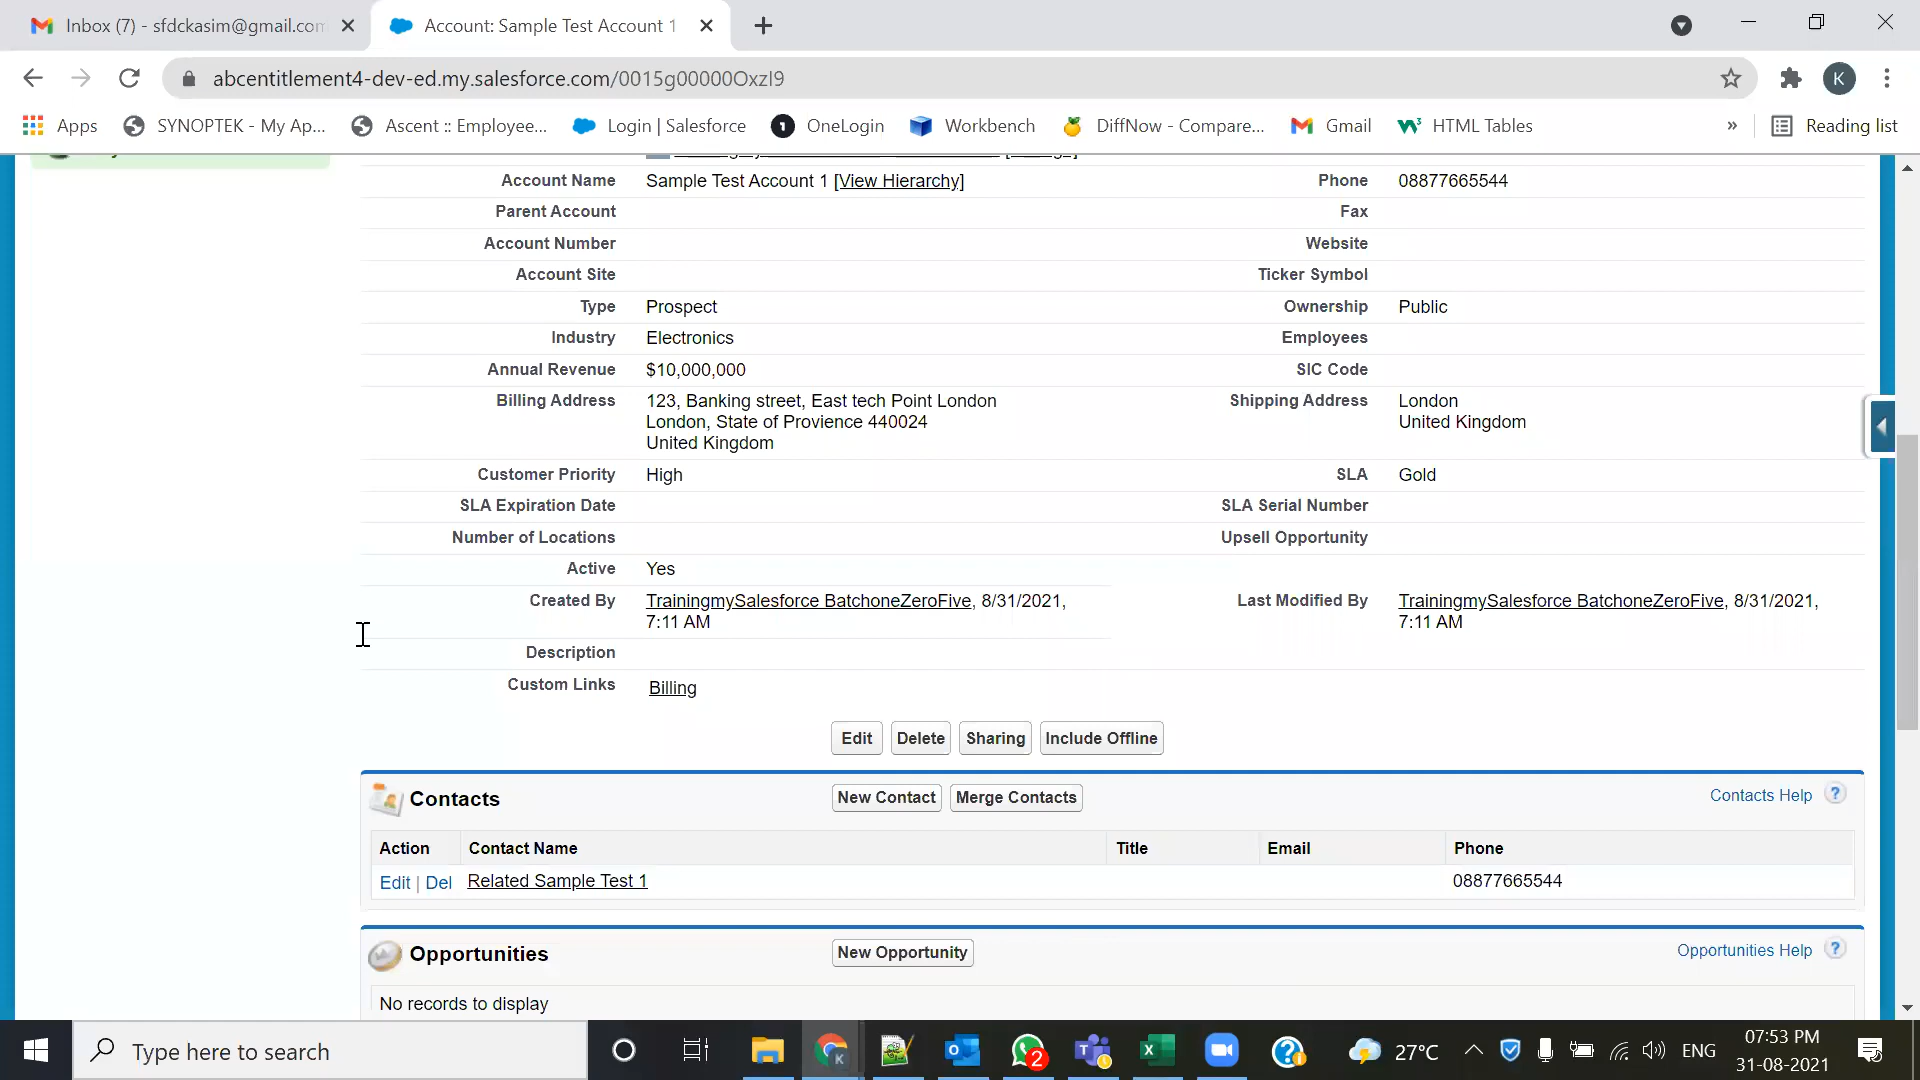 Inbox (7) - sfdckasim@gmail.com
Account: Sample Test Account 1
abcentitlement4-dev-ed.my.salesforce.com/0015g00000OxzI9
K
Apps
SYNOPTEK - My Ap...
Ascent :: Employee...
Login | Salesforce
OneLogin
Workbench
DiffNow - Compare...
Gmail
HTML Tables
»
Reading list
Account Name Sample Test Account 1 [View Hierarchy] Phone 08877665544
Parent Account Fax
Account Number Website
Account Site Ticker Symbol
Type Prospect Ownership Public
Industry Electronics Employees
Annual Revenue $10,000,000 SIC Code
Billing Address 123, Banking street, East tech Point London Shipping Address London
London, State of Provience 440024 United Kingdom
United Kingdom
Customer Priority High SLA Gold
SLA Expiration Date SLA Serial Number
Number of Locations Upsell Opportunity
Active Yes
Created By TrainingmySalesforce BatchoneZeroFive, 8/31/2021, Last Modified By TrainingmySalesforce BatchoneZeroFive, 8/31/2021,
7:11 AM 7:11 AM
Description
Custom Links Billing
Edit Delete Sharing Include Offline
Contacts New Contact Merge Contacts Contacts Help ?
Action Contact Name Title Email Phone
Edit | Del Related Sample Test 1 08877665544
Opportunities New Opportunity Opportunities Help ?
No records to display
Type here to search
2
27°C
ENG
07:53 PM
31-08-2021